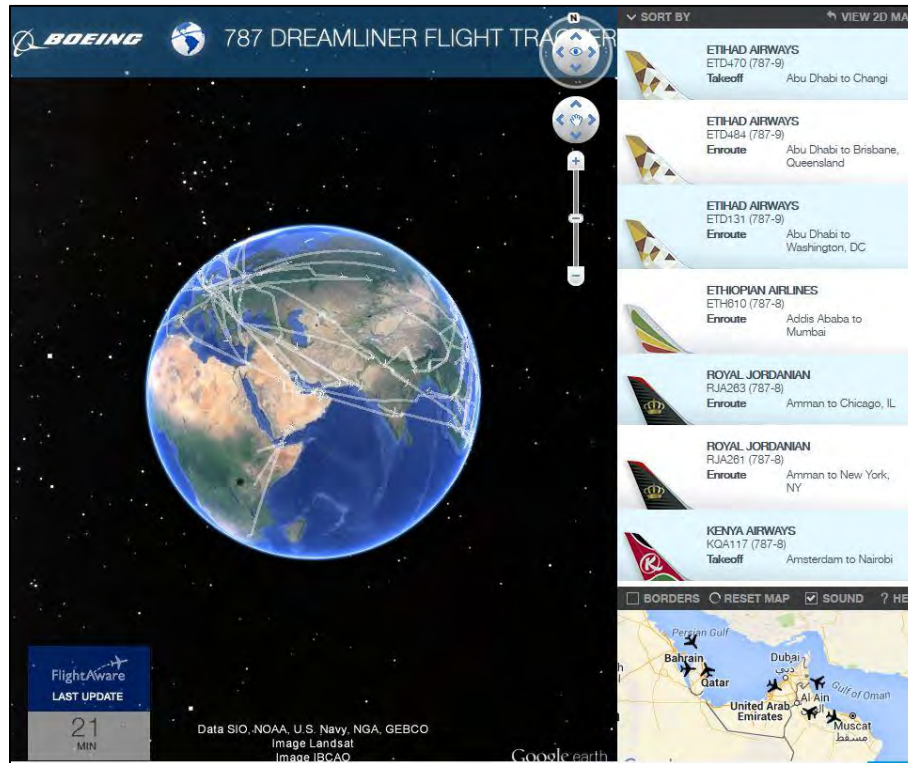 BOEING
787 DREAMLINER FLIGHT TRACKER
N
SORT BY
VIEW 2D MA
ETIHAD AIRWAYS
ETD470 (787-9)
Takeoff Abu Dhabi to Changi
ETIHAD AIRWAYS
ETD484 (787-9)
Enroute Abu Dhabi to Brisbane,
Queensland
ETIHAD AIRWAYS
ETD131 (787-9)
Enroute Abu Dhabi to
Washington, DC
ETHIOPIAN AIRLINES
ETH610 (787-8)
Enroute Addis Ababa to
Mumbai
ROYAL JORDANIAN
RJA263 (787-8)
Enroute Amman to Chicago, IL
ROYAL JORDANIAN
RJA261 (787-8)
Enroute Amman to New York,
NY
KENYA AIRWAYS
KQA117 (787-8)
Takeoff Amsterdam to Nairobi
BORDERS RESET MAP SOUND ? HE
Persian Gulf
Bahrain
Qatar
Dubai
دبي
Gulf of Oman
Al Ain
United Arab
Emirates
Muscat
مسقط
FlightAware
LAST UPDATE
21
MIN
Data SIO, NOAA, U.S. Navy, NGA, GEBCO
Image Landsat
Image IBCAO
Google earth